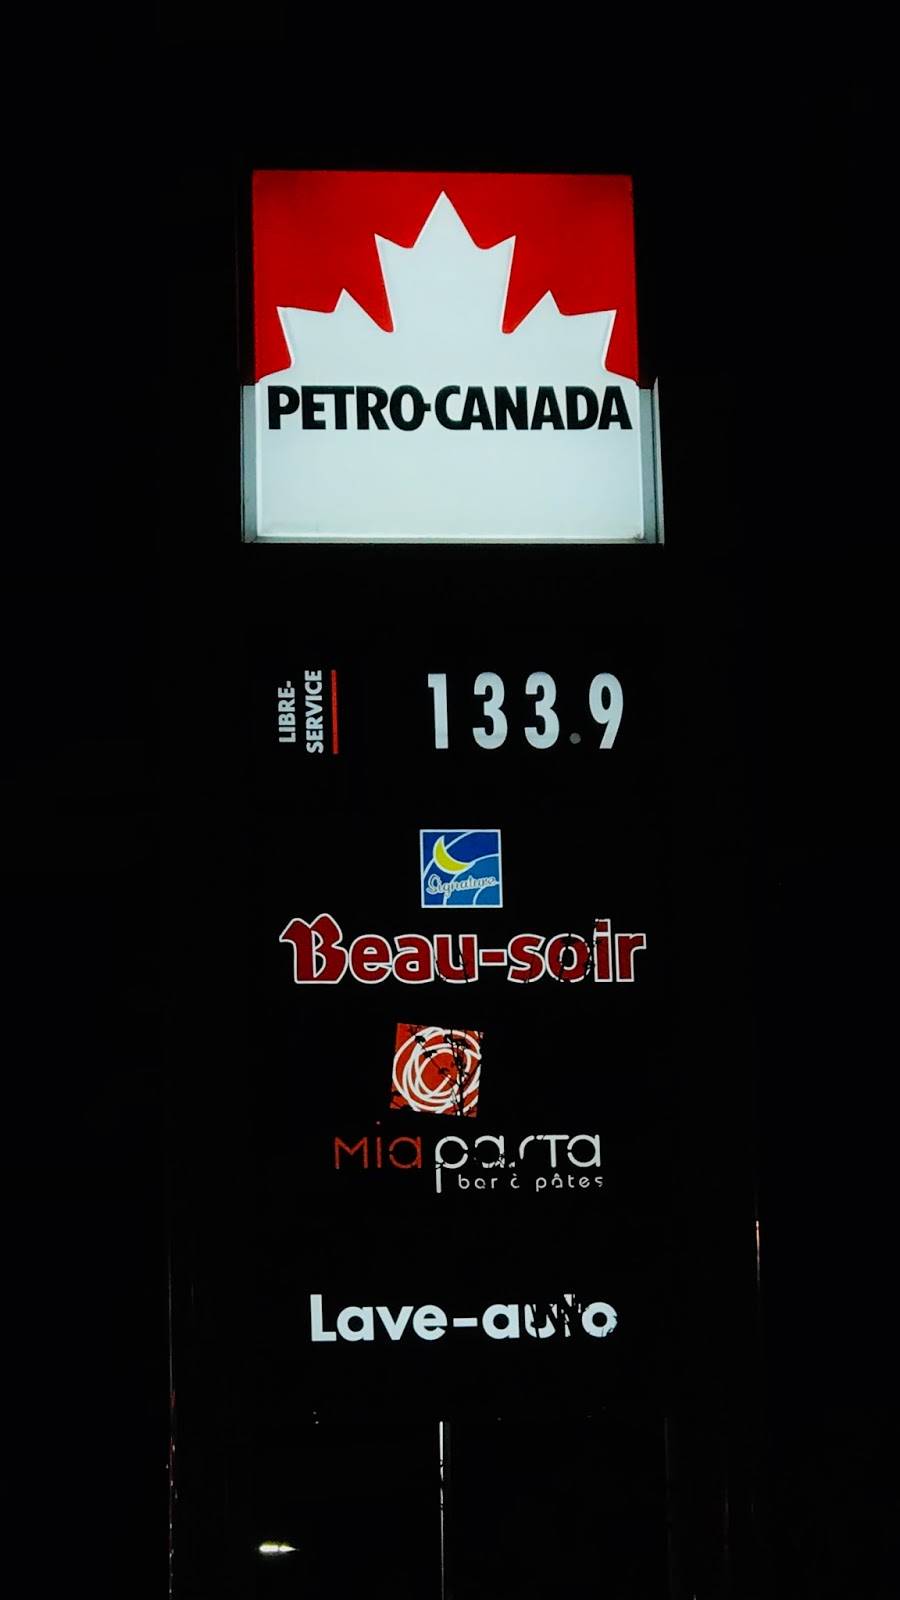 PETRO-CANADA
LIBRE-
SERVICE
133.9
Signature
Beau-soir
mia pasta
bar à pâtes
Lave-auto